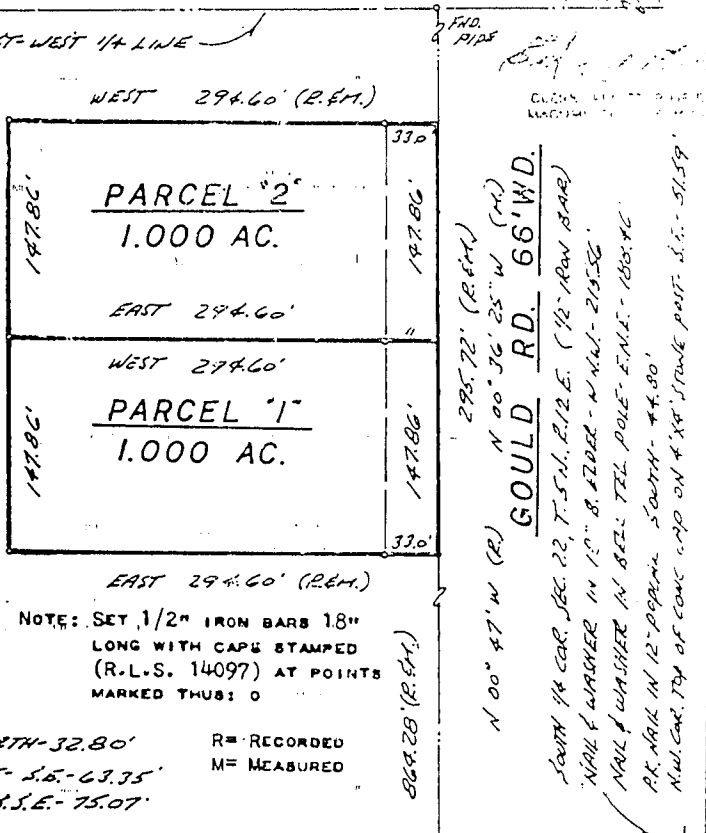 T-WEST 1/4 LINE
FND.
PIPE
WEST 294.60' (R.&M.)
33.0'
PARCEL "2"
1.000 AC.
147.86'
147.86'
EAST 294.60'
"
WEST 294.60'
PARCEL "1"
1.000 AC.
147.86'
147.86'
33.0'
EAST 294.60' (R.&M.)
295.72' (R.&M.)
N 00° 36' 25" W (M.)
N 00° 47' W (R.)
GOULD RD. 66' WD.
864.28' (R.&M.)
SOUTH 1/4 COR. SEC. 22, T. 5 N., R. 12 E. (1/2" IRON BAR)
NAIL & WASHER IN B. ELDER - N.N.W. - 215.56'
NAIL & WASHER IN BELL TEL. POLE - E.N.E. - 188.46'
P.K. NAIL IN 12" POPLAR SOUTH - 44.80'
N.W. COR. TOP OF CONC. ON 4"X4" STONE POST - S.E. - 51.59'
NOTE: SET 1/2" IRON BARS 18"
LONG WITH CAPS STAMPED
(R.L.S. 14097) AT POINTS
MARKED THUS: O
RTH - 32.80'
- S.E. - 63.35'
S.S.E. - 75.07'
R= RECORDED
M= MEASURED